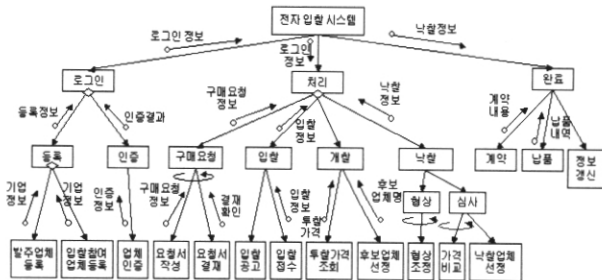 전자 입찰 시스템
로그인 정보
로그인
정보
낙찰정보
로그인
처리
완료
등록정보
인증결과
구매요청
정보
입찰
정보
낙찰
정보
계약
내용
납품
내역
등록
인증
구매요청
입찰
개찰
낙찰
계약
납품
정보
갱신
기업
정보
기업
정보
인증
정보
구매요청
정보
결재
확인
입찰
정보
투찰
가격
후보
업체명
협상
심사
발주업체
등록
입찰참여
업체등록
업체
인증
요청서
작성
요청서
결재
입찰
공고
입찰
접수
투찰가격
조회
후보업체
선정
협상
조정
가격
비교
낙찰업체
선정